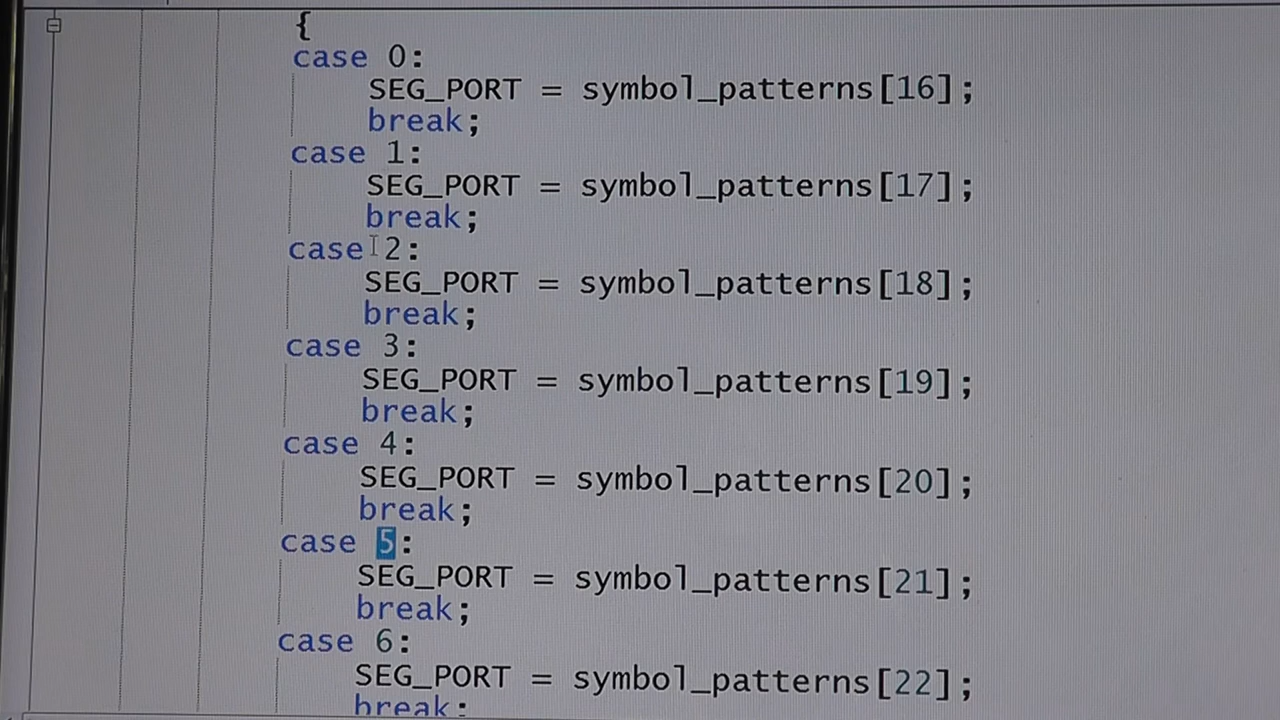 {
case 0:
SEG_PORT = symbol_patterns[16];
break;
case 1:
SEG_PORT = symbol_patterns[17];
break;
case 2:
SEG_PORT = symbol_patterns[18];
break;
case 3:
SEG_PORT = symbol_patterns[19];
break;
case 4:
SEG_PORT = symbol_patterns[20];
break;
case 5:
SEG_PORT = symbol_patterns[21];
break;
case 6:
SEG_PORT = symbol_patterns[22];
break;